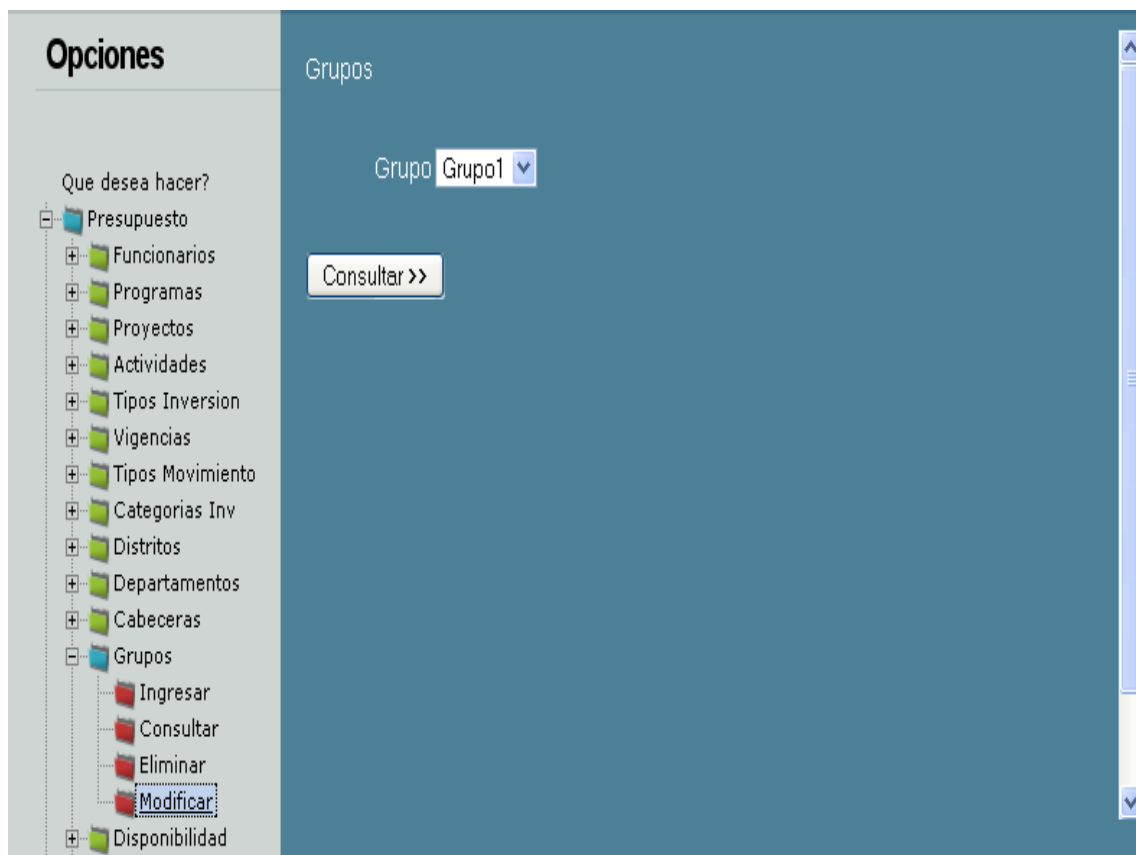 Opciones
Que desea hacer?
Presupuesto
Funcionarios
Programas
Proyectos
Actividades
Tipos Inversion
Vigencias
Tipos Movimiento
Categorias Inv
Distritos
Departamentos
Cabeceras
Grupos
Ingresar
Consultar
Eliminar
Modificar
Disponibilidad
Grupos
Grupo Grupo1
Consultar >>